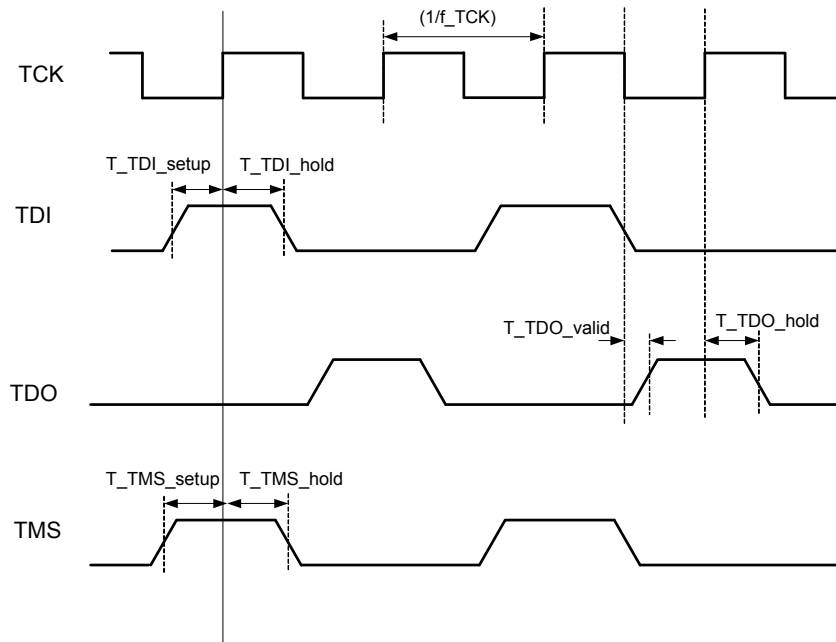 (1/f_TCK)
TCK
T_TDI_setup
T_TDI_hold
TDI
T_TDO_valid
T_TDO_hold
TDO
T_TMS_setup
T_TMS_hold
TMS